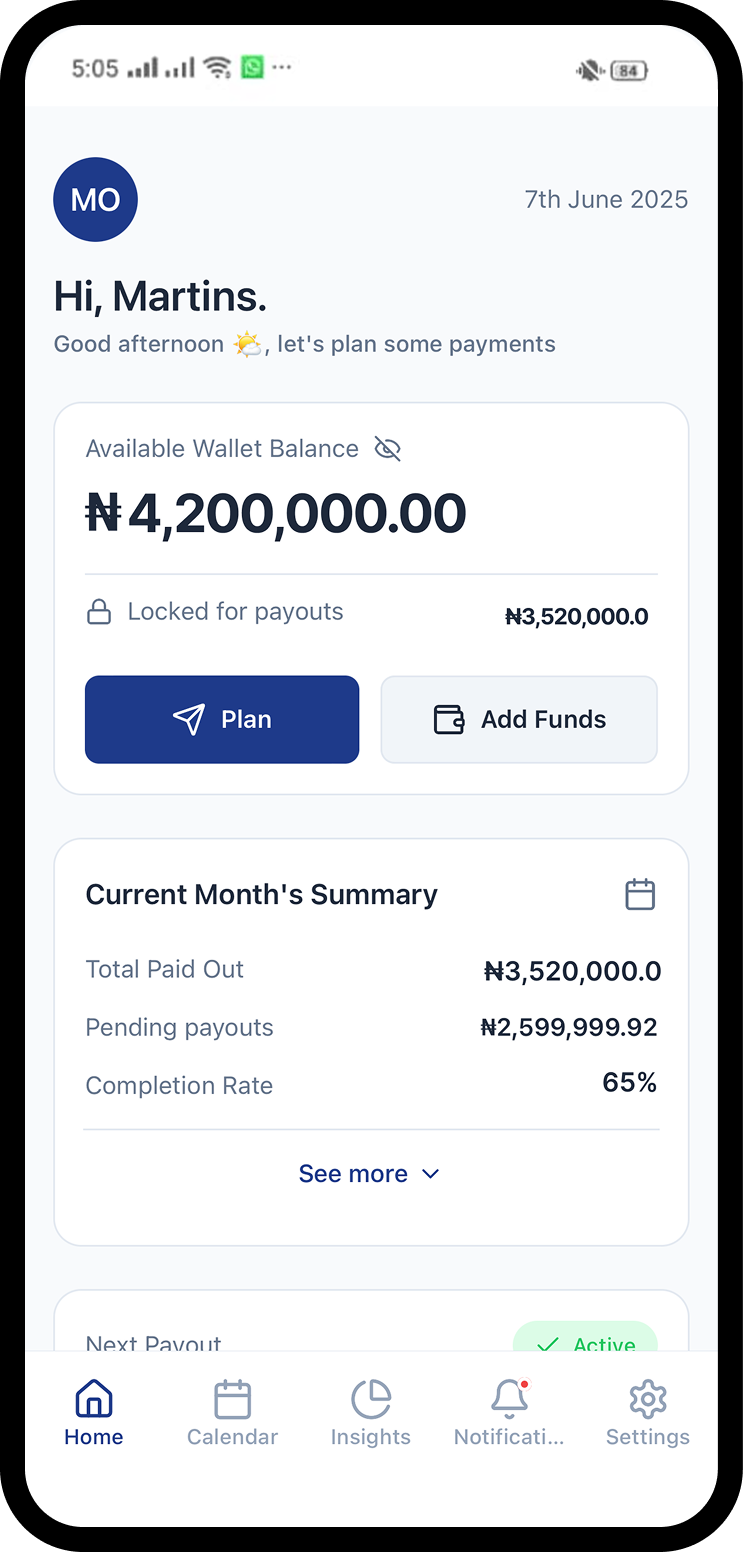 5:05 84
MO
7th June 2025
Hi, Martins.
Good afternoon 🌤️, let's plan some payments
Available Wallet Balance
₦4,200,000.00
Locked for payouts ₦3,520,000.0
Plan Add Funds
Current Month's Summary
Total Paid Out ₦3,520,000.0
Pending payouts ₦2,599,999.92
Completion Rate 65%
See more
Next Payout Active
Home Calendar Insights Notificati... Settings